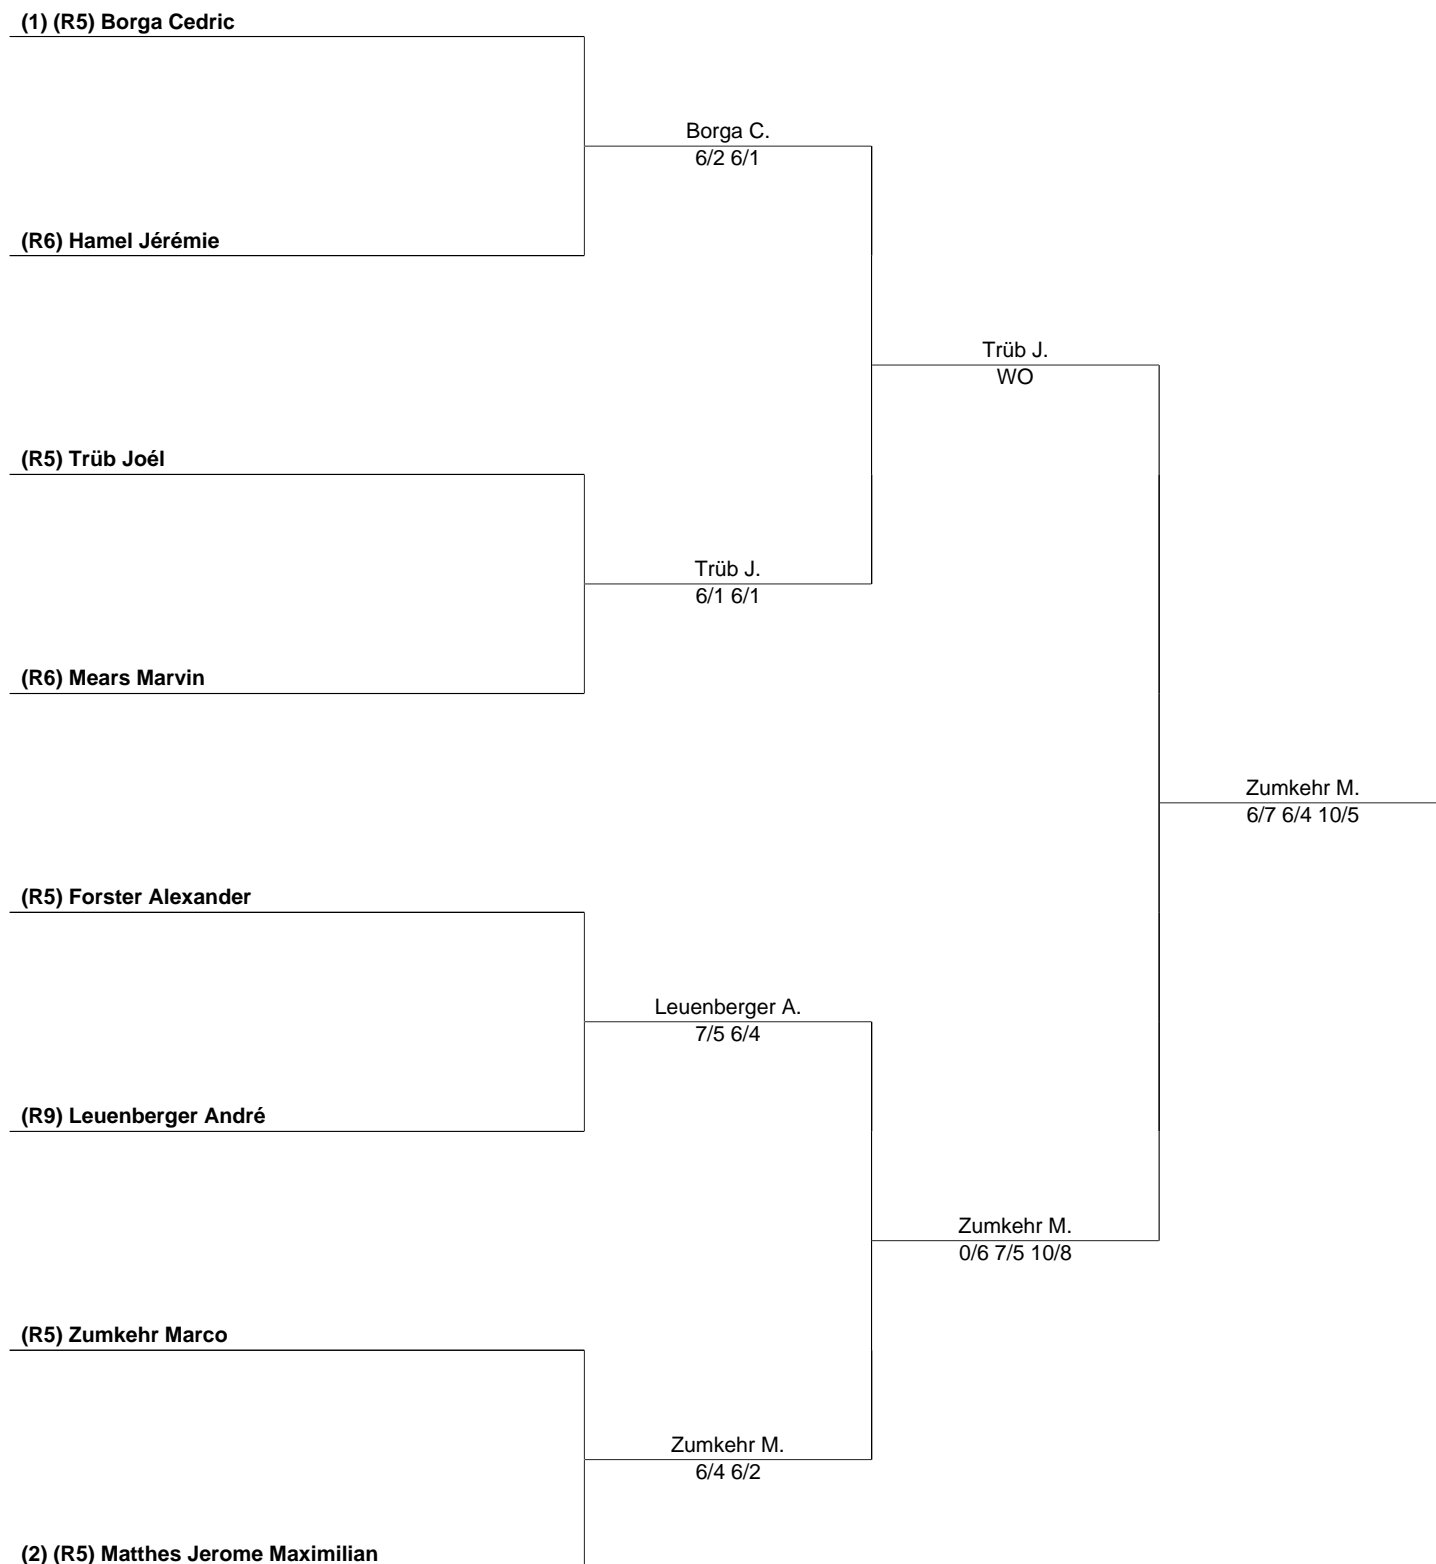 (1) (R5) Borga Cedric
Borga C.
6/2 6/1
(R6) Hamel Jérémie
Trüb J.
WO
(R5) Trüb Joél
Trüb J.
6/1 6/1
(R6) Mears Marvin
Zumkehr M.
6/7 6/4 10/5
(R5) Forster Alexander
Leuenberger A.
7/5 6/4
(R9) Leuenberger André
Zumkehr M.
0/6 7/5 10/8
(R5) Zumkehr Marco
Zumkehr M.
6/4 6/2
(2) (R5) Matthes Jerome Maximilian